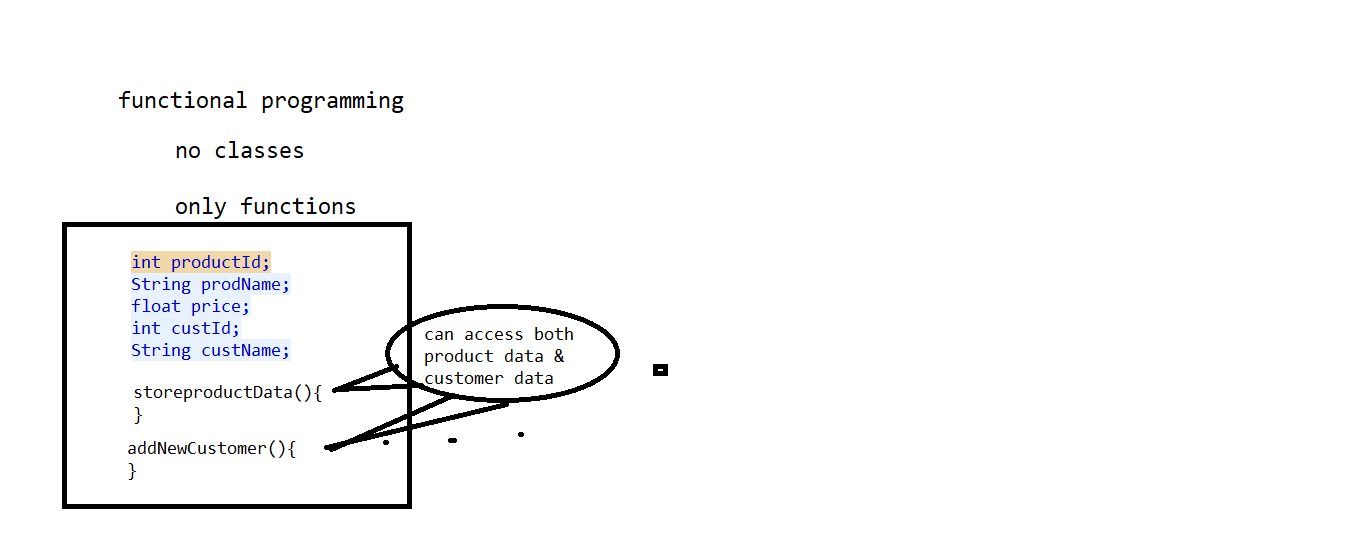 functional programming
no classes
only functions
int productId;
String prodName;
float price;
int custId;
String custName;
can access both
product data &
customer data
storeproductData(){
}
addNewCustomer(){
}